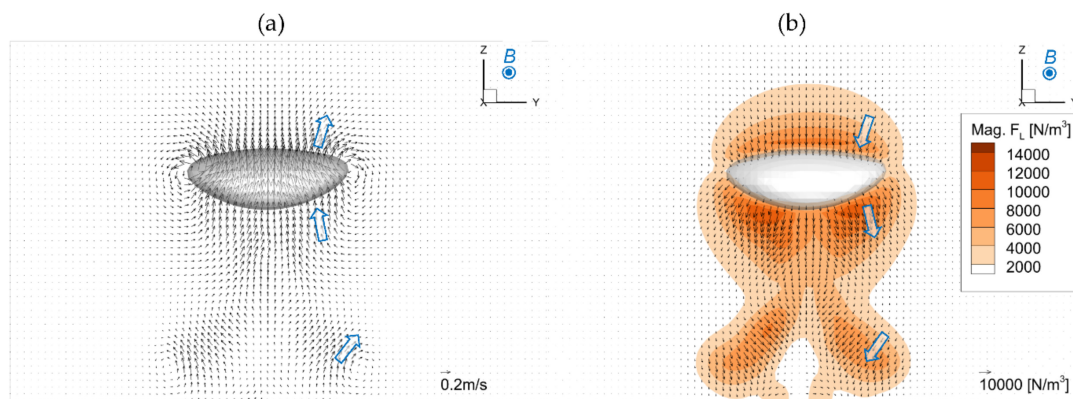 (a)
(b)
Z
B
X
Y
0.2m/s
Z
B
X
Y
Mag. F_L [N/m³]
14000
12000
10000
8000
6000
4000
2000
10000 [N/m³]